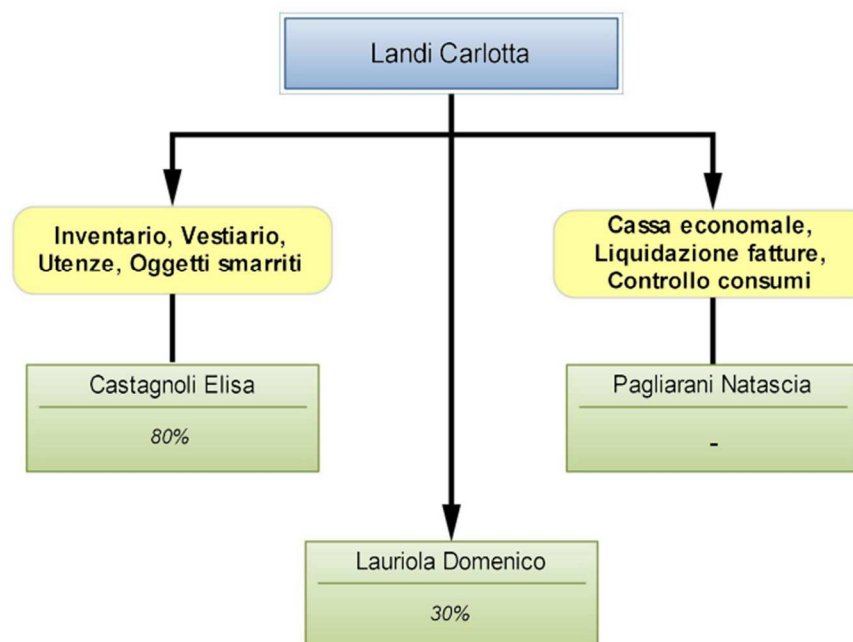 Landi Carlotta
Inventario, Vestiario,
Utenze, Oggetti smarriti
Cassa economale,
Liquidazione fatture,
Controllo consumi
Castagnoli Elisa
80%
Pagliarani Natascia
-
Lauriola Domenico
30%